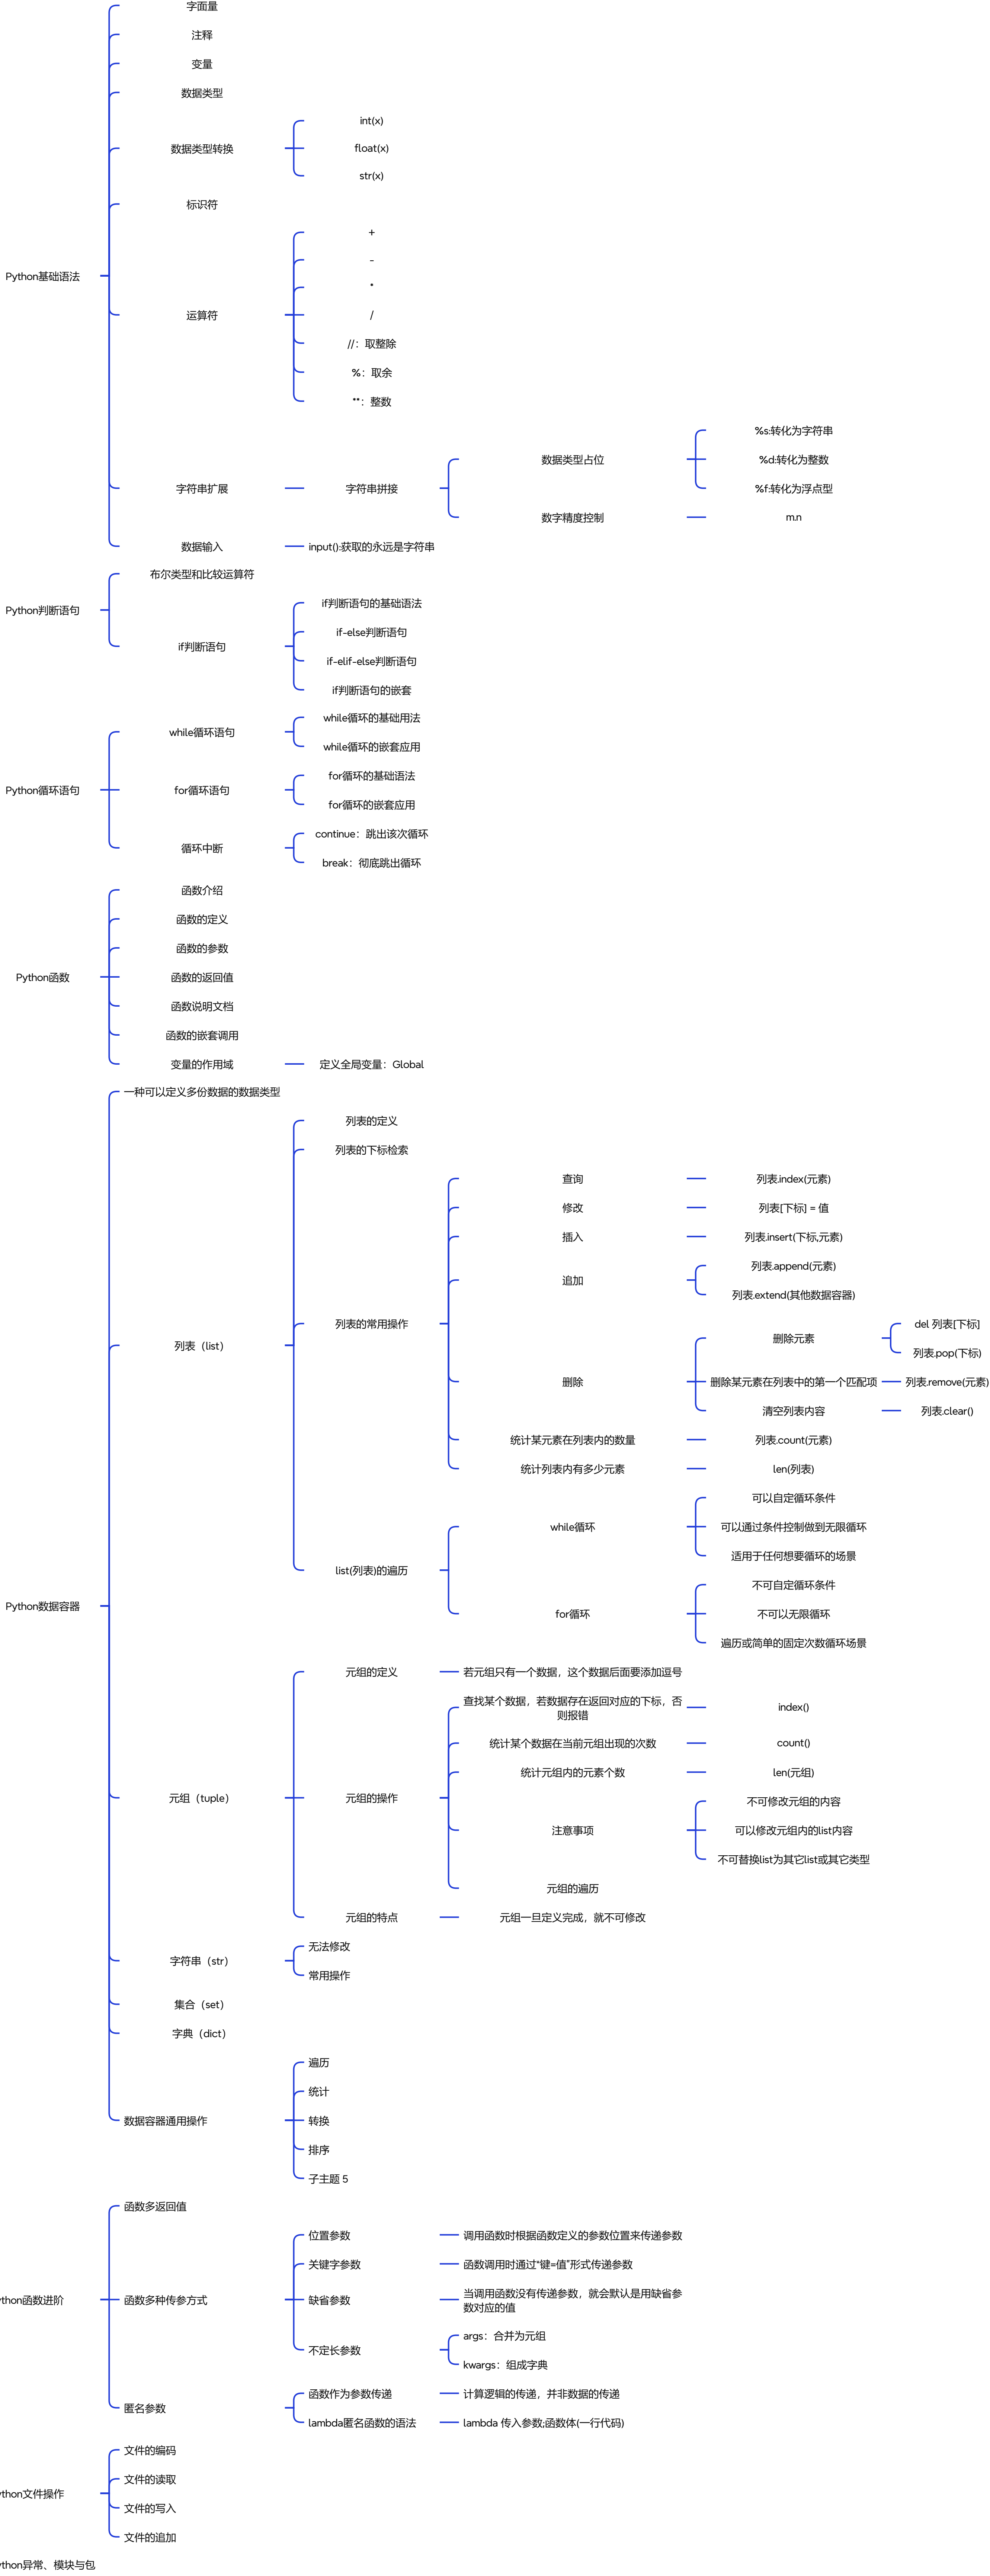 Python基础语法
字面量
注释
变量
数据类型
数据类型转换
int(x)
float(x)
str(x)
标识符
运算符
+
-
*
/
//：取整除
%：取余
**：整数
字符串扩展
字符串拼接
数据类型占位
%s:转化为字符串
%d:转化为整数
%f:转化为浮点型
数字精度控制
m.n
数据输入
input():获取的永远是字符串
Python判断语句
布尔类型和比较运算符
if判断语句
if判断语句的基础语法
if-else判断语句
if-elif-else判断语句
if判断语句的嵌套
Python循环语句
while循环语句
while循环的基础用法
while循环的嵌套应用
for循环语句
for循环的基础语法
for循环的嵌套应用
循环中断
continue：跳出该次循环
break：彻底跳出循环
Python函数
函数介绍
函数的定义
函数的参数
函数的返回值
函数说明文档
函数的嵌套调用
变量的作用域
定义全局变量：Global
Python数据容器
一种可以定义多份数据的数据类型
列表（list）
列表的定义
列表的下标检索
列表的常用操作
查询
列表.index(元素)
修改
列表[下标] = 值
插入
列表.insert(下标,元素)
追加
列表.append(元素)
列表.extend(其他数据容器)
删除
删除元素
del 列表[下标]
列表.pop(下标)
删除某元素在列表中的第一个匹配项
列表.remove(元素)
清空列表内容
列表.clear()
统计某元素在列表内的数量
列表.count(元素)
统计列表内有多少元素
len(列表)
list(列表)的遍历
while循环
可以自定循环条件
可以通过条件控制做到无限循环
适用于任何想要循环的场景
for循环
不可自定循环条件
不可以无限循环
遍历或简单的固定次数循环场景
元组（tuple）
元组的定义
若元组只有一个数据，这个数据后面要添加逗号
元组的操作
查找某个数据，若数据存在返回对应的下标，否
则报错
index()
统计某个数据在当前元组出现的次数
count()
统计元组内的元素个数
len(元组)
注意事项
不可修改元组的内容
可以修改元组内的list内容
不可替换list为其它list或其它类型
元组的遍历
元组的特点
元组一旦定义完成，就不可修改
字符串（str）
无法修改
常用操作
集合（set）
字典（dict）
数据容器通用操作
遍历
统计
转换
排序
子主题 5
ython函数进阶
函数多返回值
函数多种传参方式
位置参数
调用函数时根据函数定义的参数位置来传递参数
关键字参数
函数调用时通过“键=值”形式传递参数
缺省参数
当调用函数没有传递参数，就会默认是用缺省参
数对应的值
不定长参数
args：合并为元组
kwargs：组成字典
匿名参数
函数作为参数传递
计算逻辑的传递，并非数据的传递
lambda匿名函数的语法
lambda 传入参数;函数体(一行代码)
ython文件操作
文件的编码
文件的读取
文件的写入
文件的追加
ython异常、模块与包